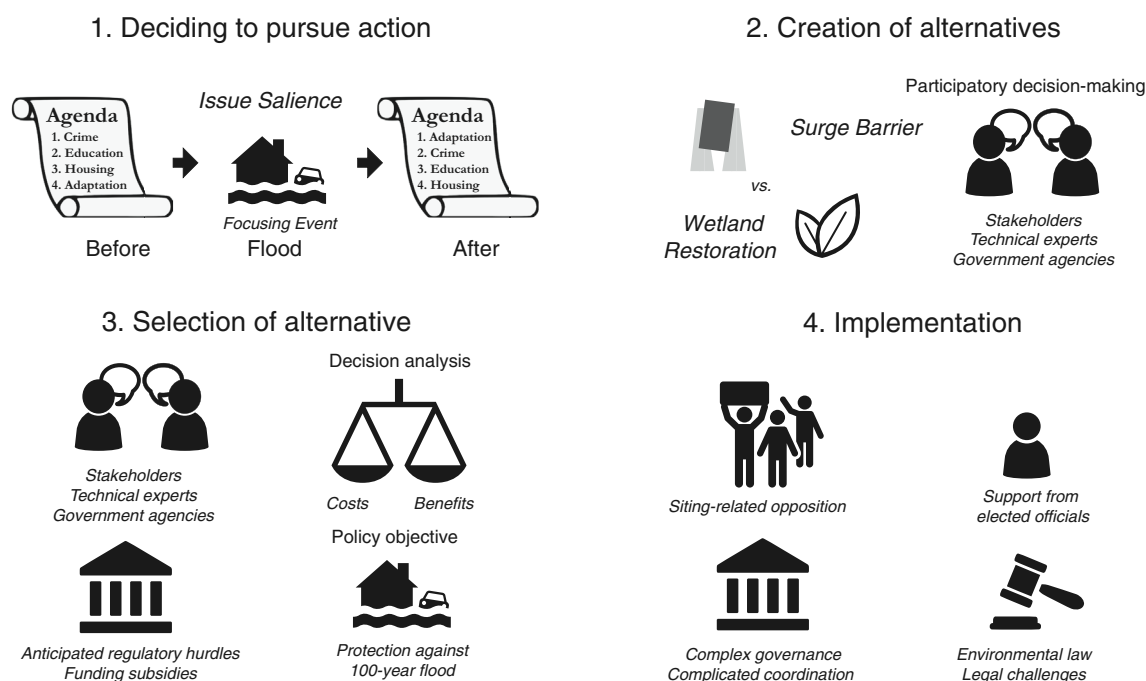 1. Deciding to pursue action
Agenda
1. Crime
2. Education
3. Housing
4. Adaptation
Before
Issue Salience
Focusing Event
Flood
Agenda
1. Adaptation
2. Crime
3. Education
4. Housing
After
2. Creation of alternatives
Surge Barrier
vs.
Wetland
Restoration
Participatory decision-making
Stakeholders
Technical experts
Government agencies
3. Selection of alternative
Stakeholders
Technical experts
Government agencies
Decision analysis
Costs
Benefits
Anticipated regulatory hurdles
Funding subsidies
Policy objective
Protection against
100-year flood
4. Implementation
Siting-related opposition
Support from
elected officials
Complex governance
Complicated coordination
Environmental law
Legal challenges